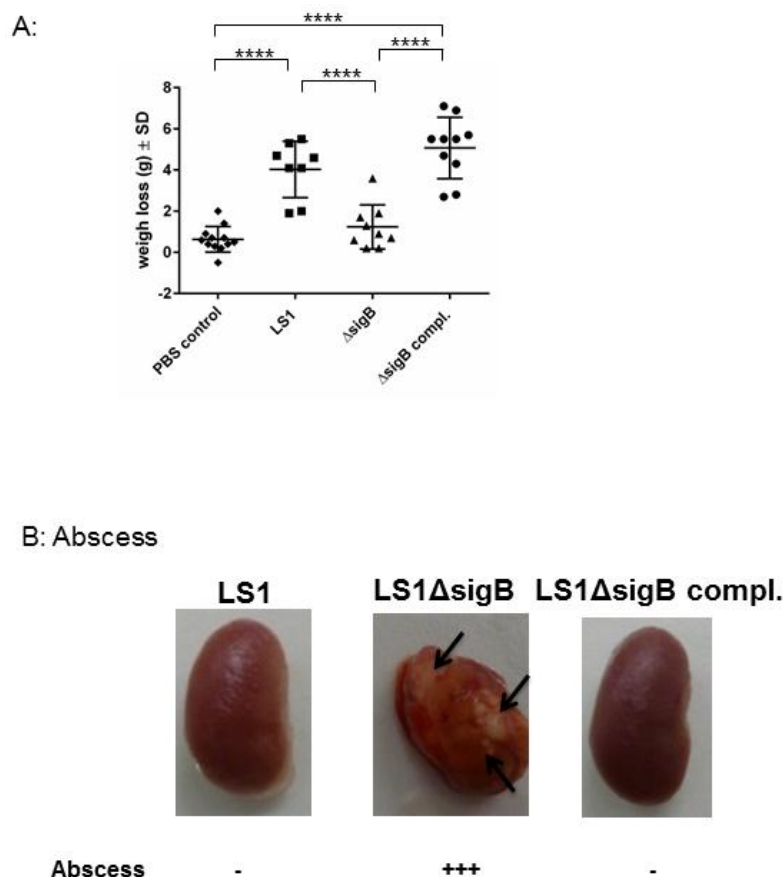 A:
****
**** ****
****
weigh loss (g) ± SD
8
6
4
2
0
-2
PBS control
LS1
ΔsigB
ΔsigB compl.
B: Abscess
LS1 LS1ΔsigB LS1ΔsigB compl.
Abscess - +++ -